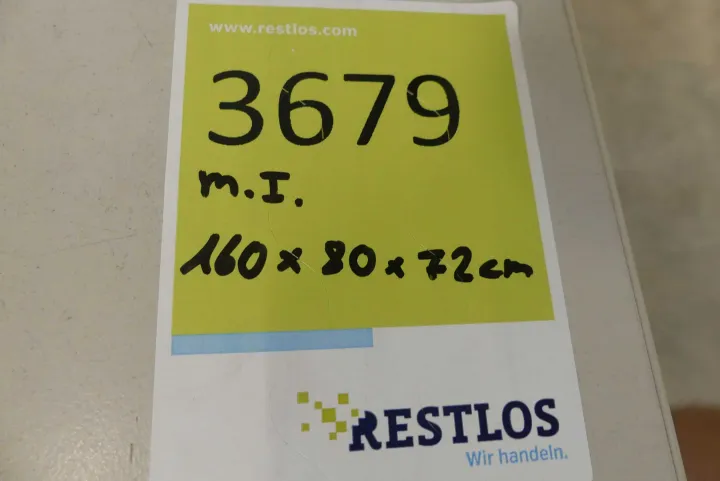 www.restlos.com
3679
m.I.
160 x 80 x 72 cm
RESTLOS
Wir handeln.